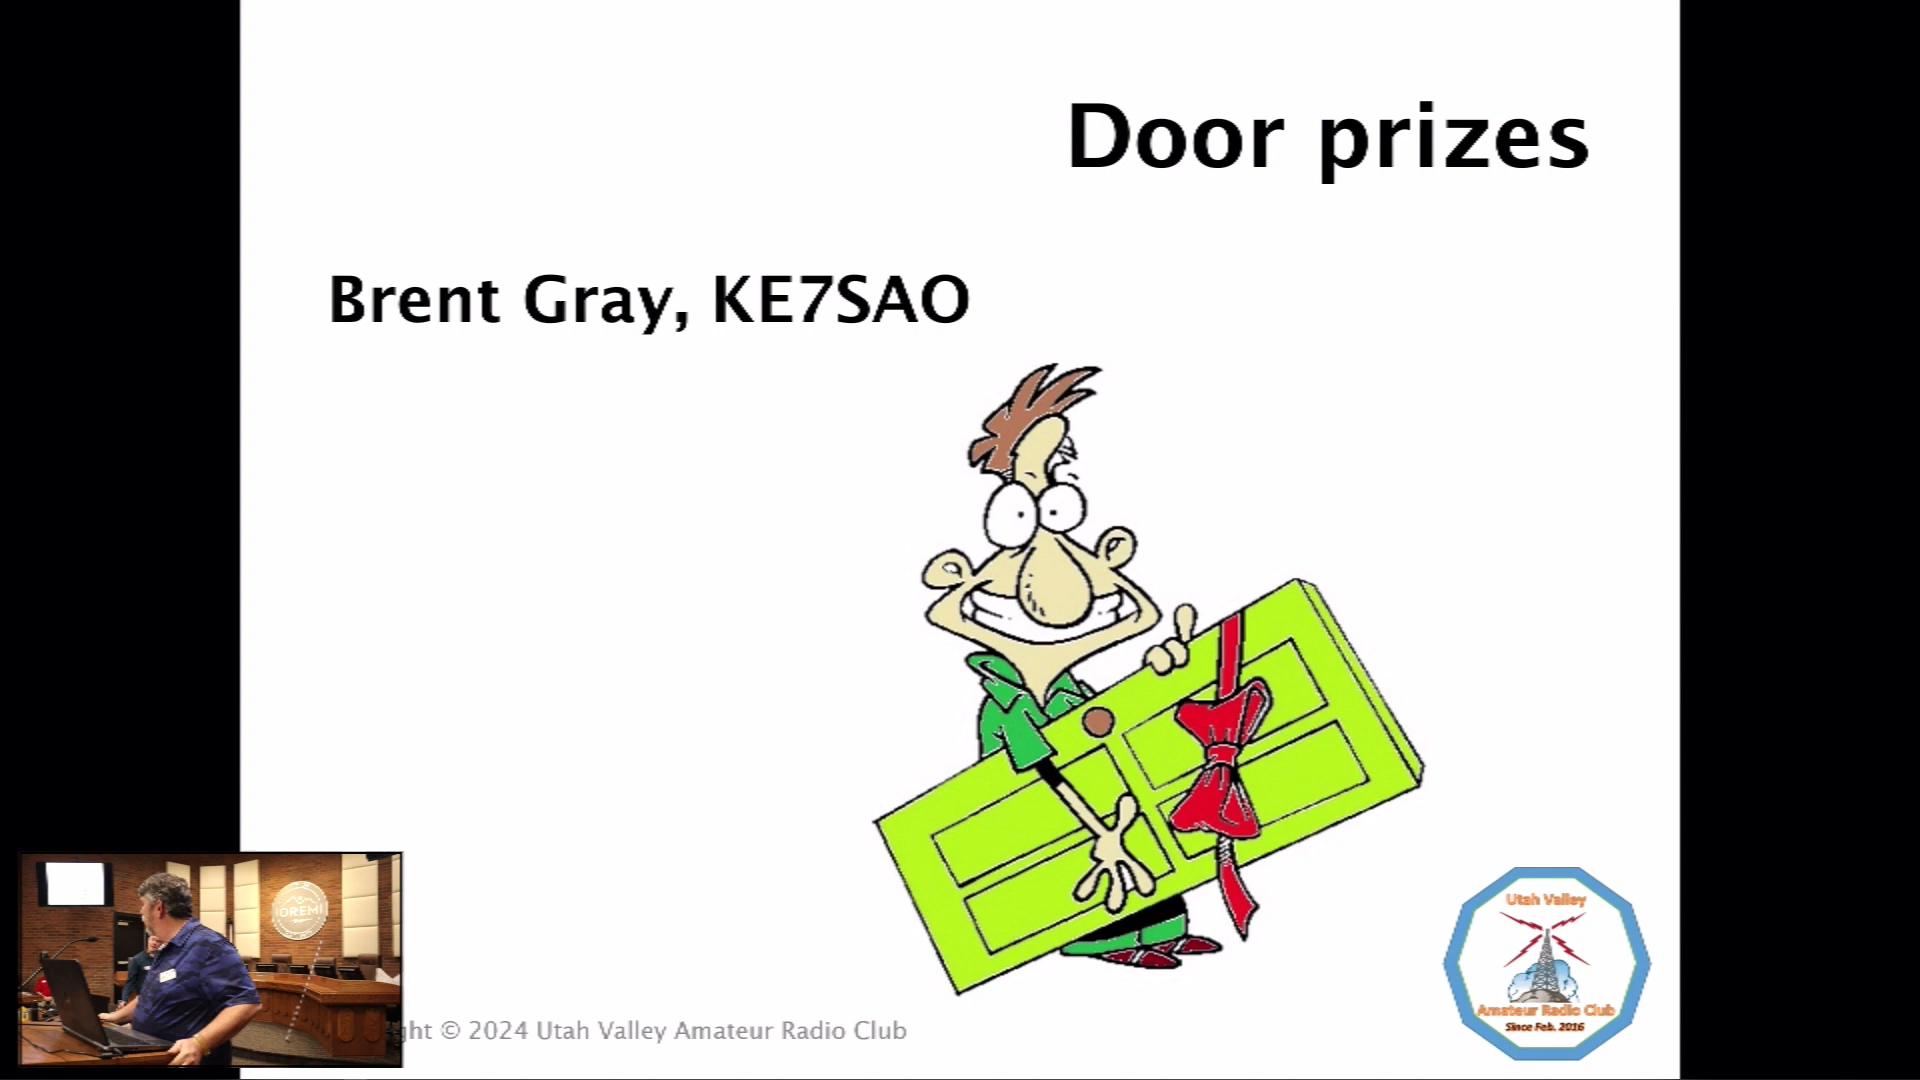 Door prizes
Brent Gray, KE7SAO
Utah Valley
Amateur Radio Club
Since Feb. 2016
OREM
ght © 2024 Utah Valley Amateur Radio Club